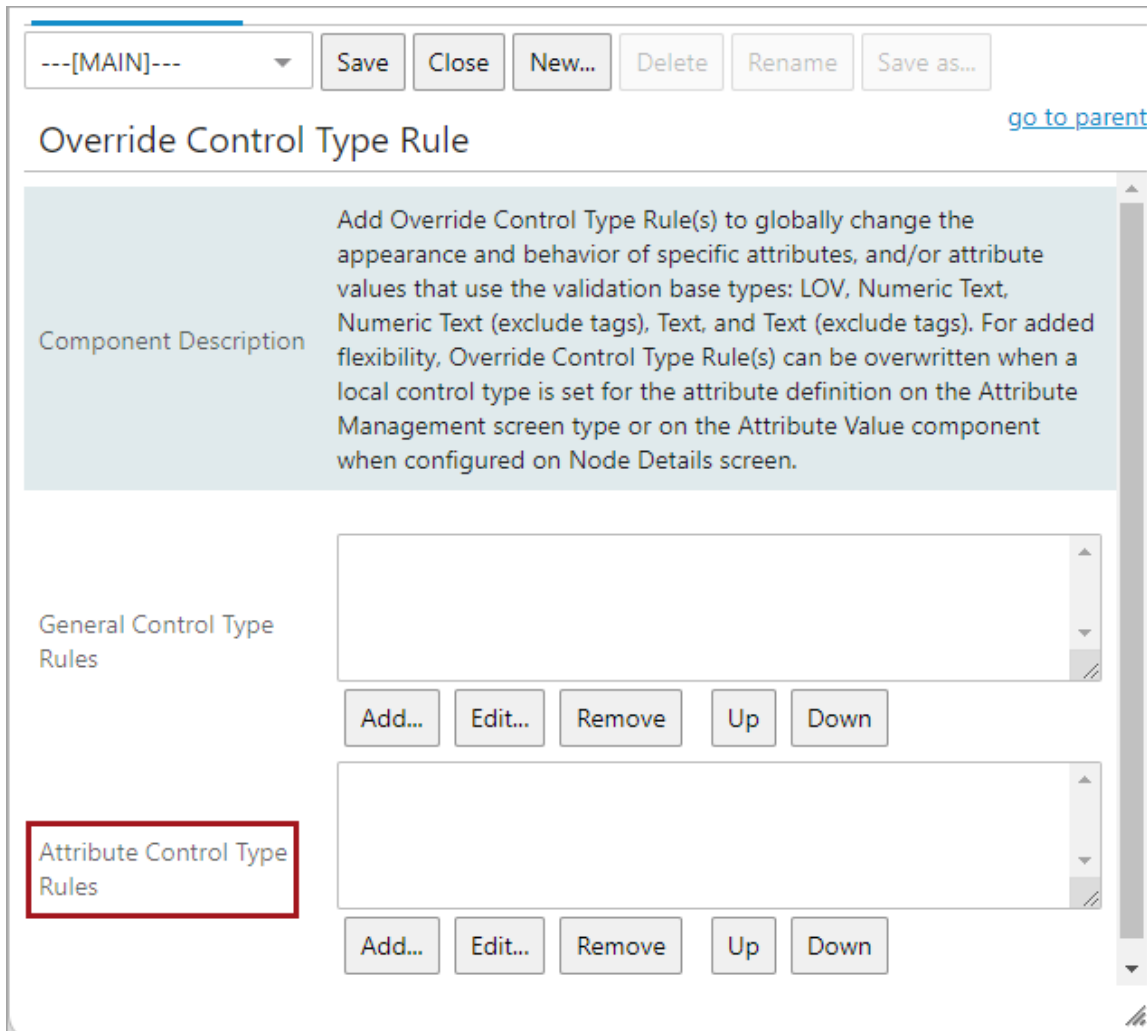 ---[MAIN]---
Save
Close
New...
Delete
Rename
Save as...
go to parent
Override Control Type Rule
Component Description
Add Override Control Type Rule(s) to globally change the
appearance and behavior of specific attributes, and/or attribute
values that use the validation base types: LOV, Numeric Text,
Numeric Text (exclude tags), Text, and Text (exclude tags). For added
flexibility, Override Control Type Rule(s) can be overwritten when a
local control type is set for the attribute definition on the Attribute
Management screen type or on the Attribute Value component
when configured on Node Details screen.
General Control Type
Rules
Add...
Edit...
Remove
Up
Down
Attribute Control Type
Rules
Add...
Edit...
Remove
Up
Down